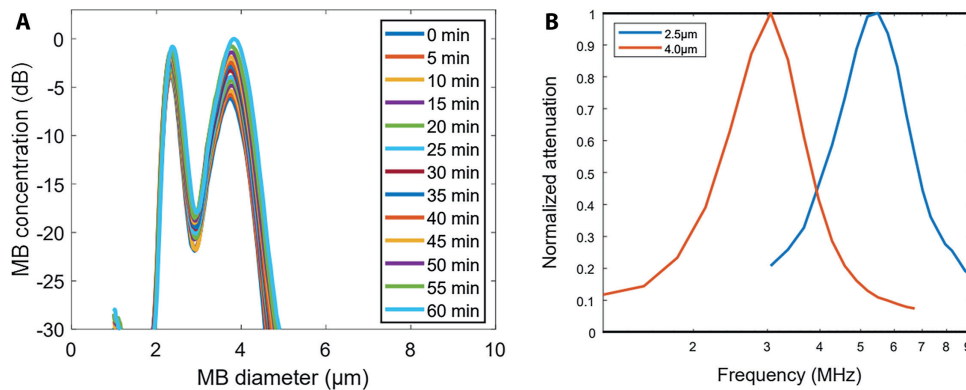 A
MB concentration (dB)
0
-5
-10
-15
-20
-25
-30
0 2 4 6 8 10
MB diameter (μm)
0 min
5 min
10 min
15 min
20 min
25 min
30 min
35 min
40 min
45 min
50 min
55 min
60 min
B
Normalized attenuation
1
0.9
0.8
0.7
0.6
0.5
0.4
0.3
0.2
0.1
0
2 3 4 5 6 7 8 9
Frequency (MHz)
2.5μm
4.0μm